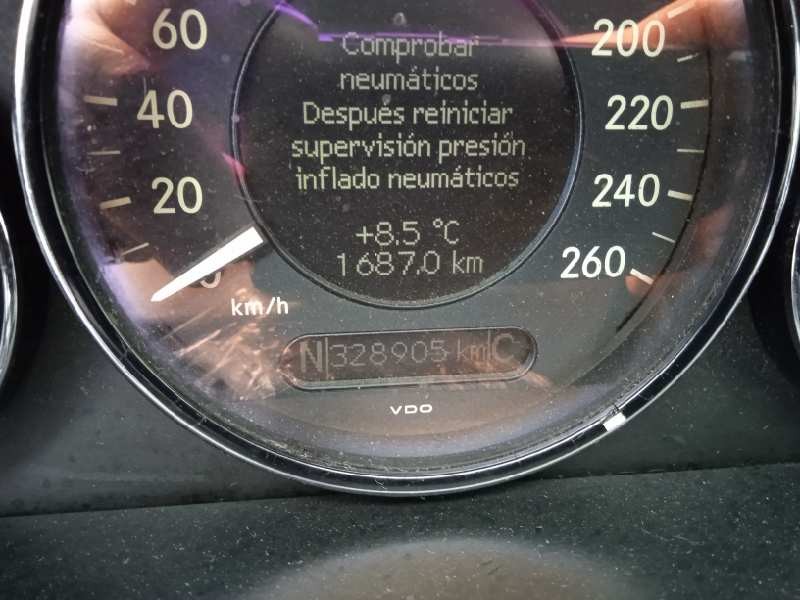 60
Comprobar
200
neumáticos
40
Después reiniciar
220
supervisión presión
20
inflado neumáticos
240
+8.5 °C
0
1687.0 km
260
km/h
N 328905 km C
VDO